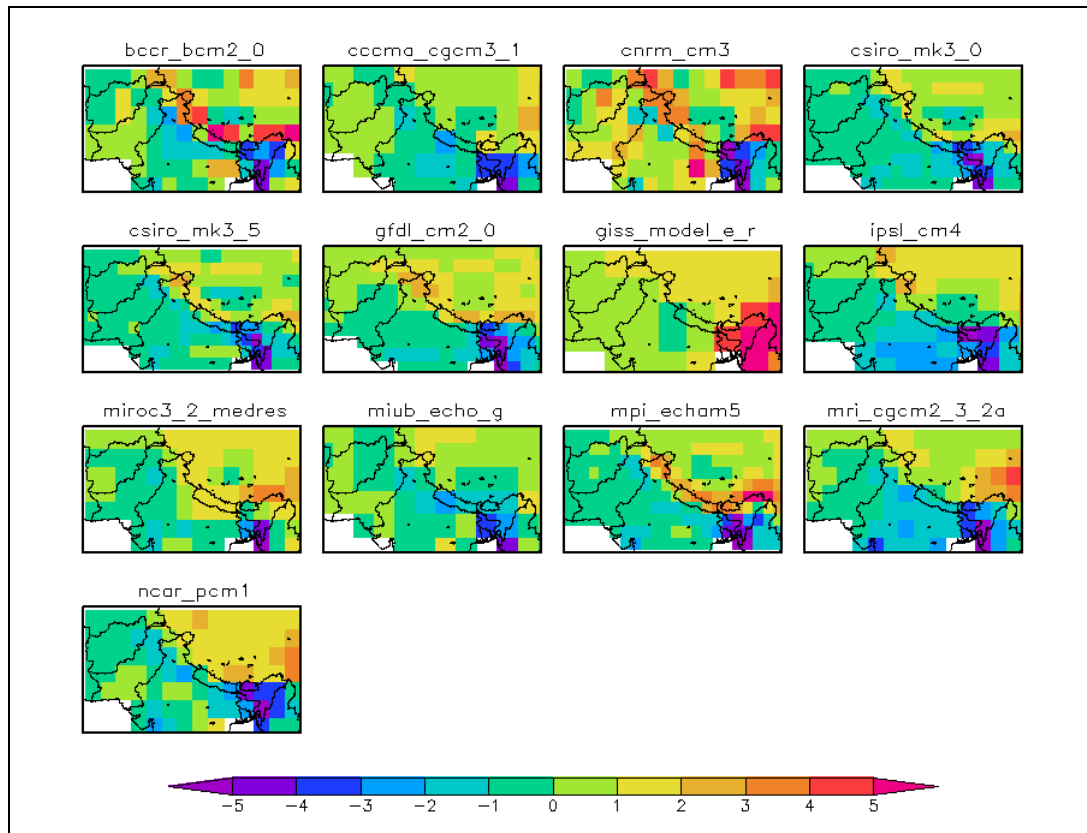 bccr_bcm2_0 cccma_cgcm3_1 cnrm_cm3 csiro_mk3_0
csiro_mk3_5 gfdl_cm2_0 giss_model_e_r ipsl_cm4
miroc3_2_medres miub_echo_g mpi_echam5 mri_cgcm2_3_2a
ncar_pcm1
−5 −4 −3 −2 −1 0 1 2 3 4 5